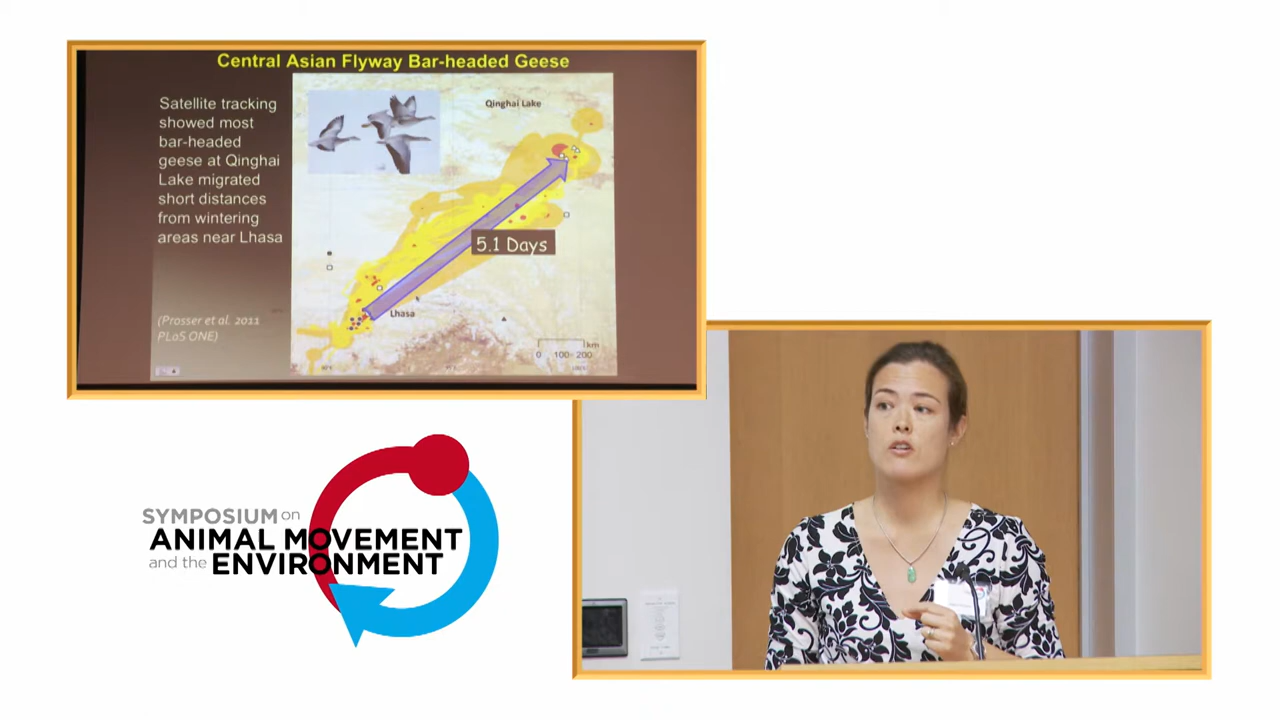 Central Asian Flyway Bar-headed Geese
Satellite tracking
showed most
bar-headed
geese at Qinghai
Lake migrated
short distances
from wintering
areas near Lhasa
(Prosser et al. 2011
PLoS ONE)
Qinghai Lake
5.1 Days
Lhasa
km
0 100 200
SYMPOSIUM on
ANIMAL MOVEMENT
and the ENVIRONMENT